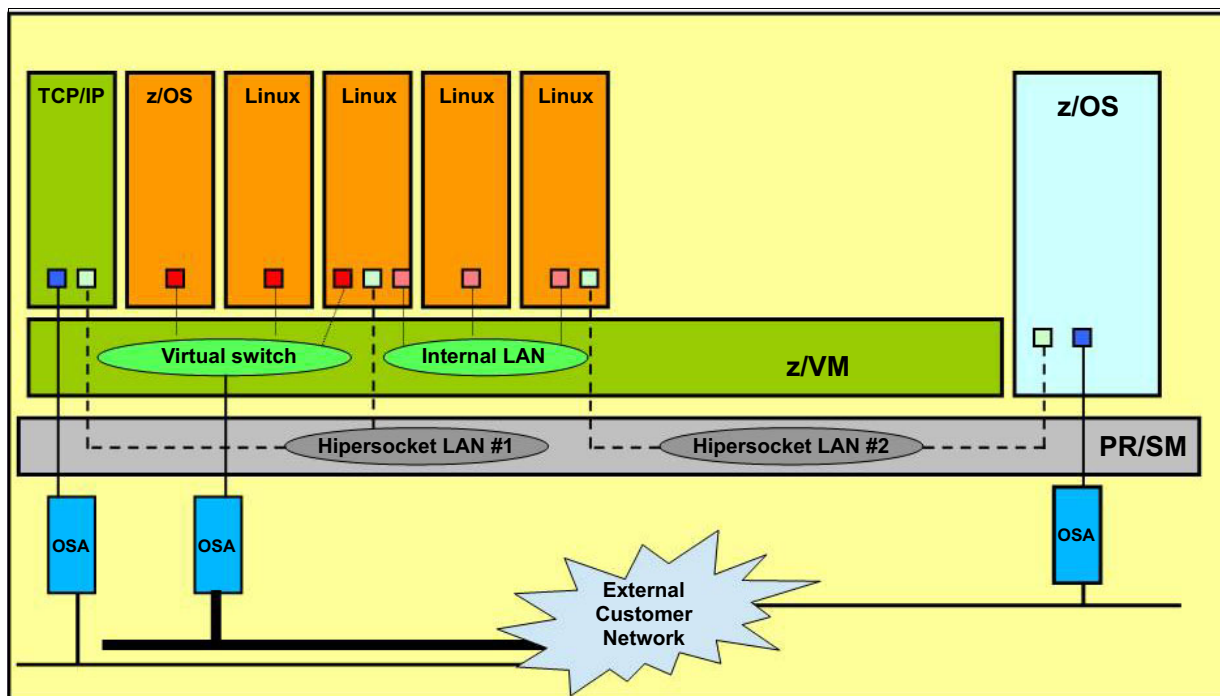 TCP/IP
z/OS
Linux
Linux
Linux
Linux
z/OS
Virtual switch
Internal LAN
z/VM
Hipersocket LAN #1
Hipersocket LAN #2
PR/SM
OSA
OSA
OSA
External
Customer
Network